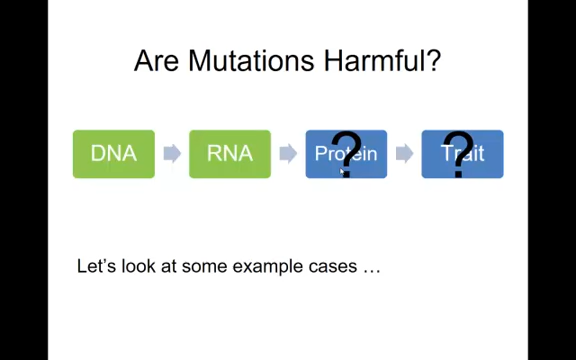 Are Mutations Harmful?
DNA RNA Protein ? Trait ?
Let's look at some example cases …